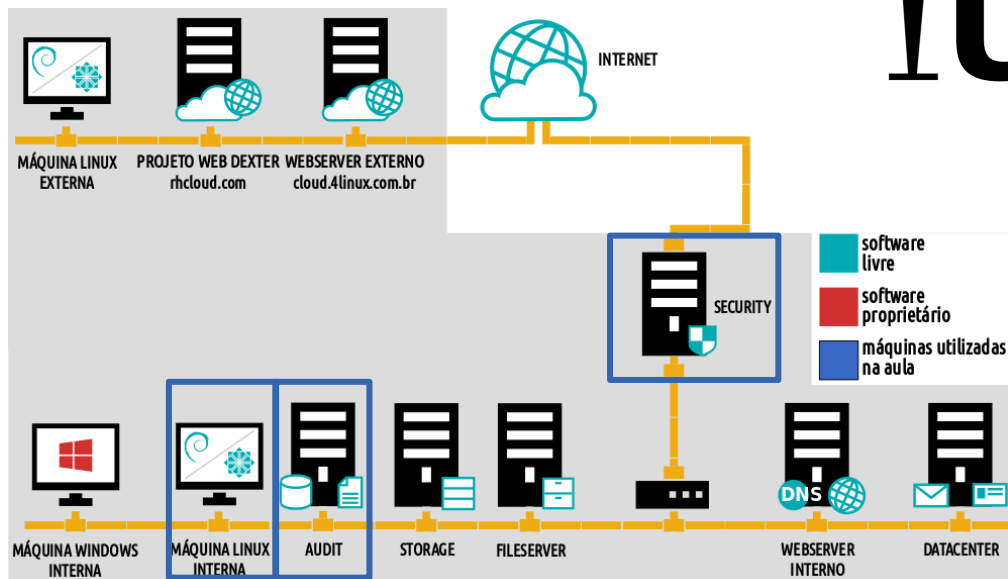 INTERNET
MÁQUINA LINUX
EXTERNA
PROJETO WEB DEXTER
rhcloud.com
WEBSERVER EXTERNO
cloud.4linux.com.br
SECURITY
software
livre
software
proprietário
máquinas utilizadas
na aula
MÁQUINA WINDOWS
INTERNA
MÁQUINA LINUX
INTERNA
AUDIT
STORAGE
FILESERVER
DNS
WEBSERVER
INTERNO
DATACENTER